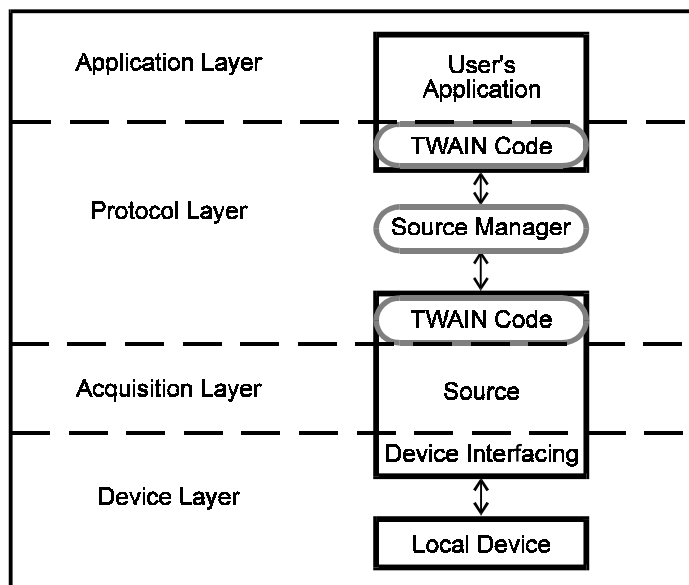 Application Layer
User's
Application
TWAIN Code
Protocol Layer
Source Manager
TWAIN Code
Acquisition Layer
Source
Device Interfacing
Device Layer
Local Device